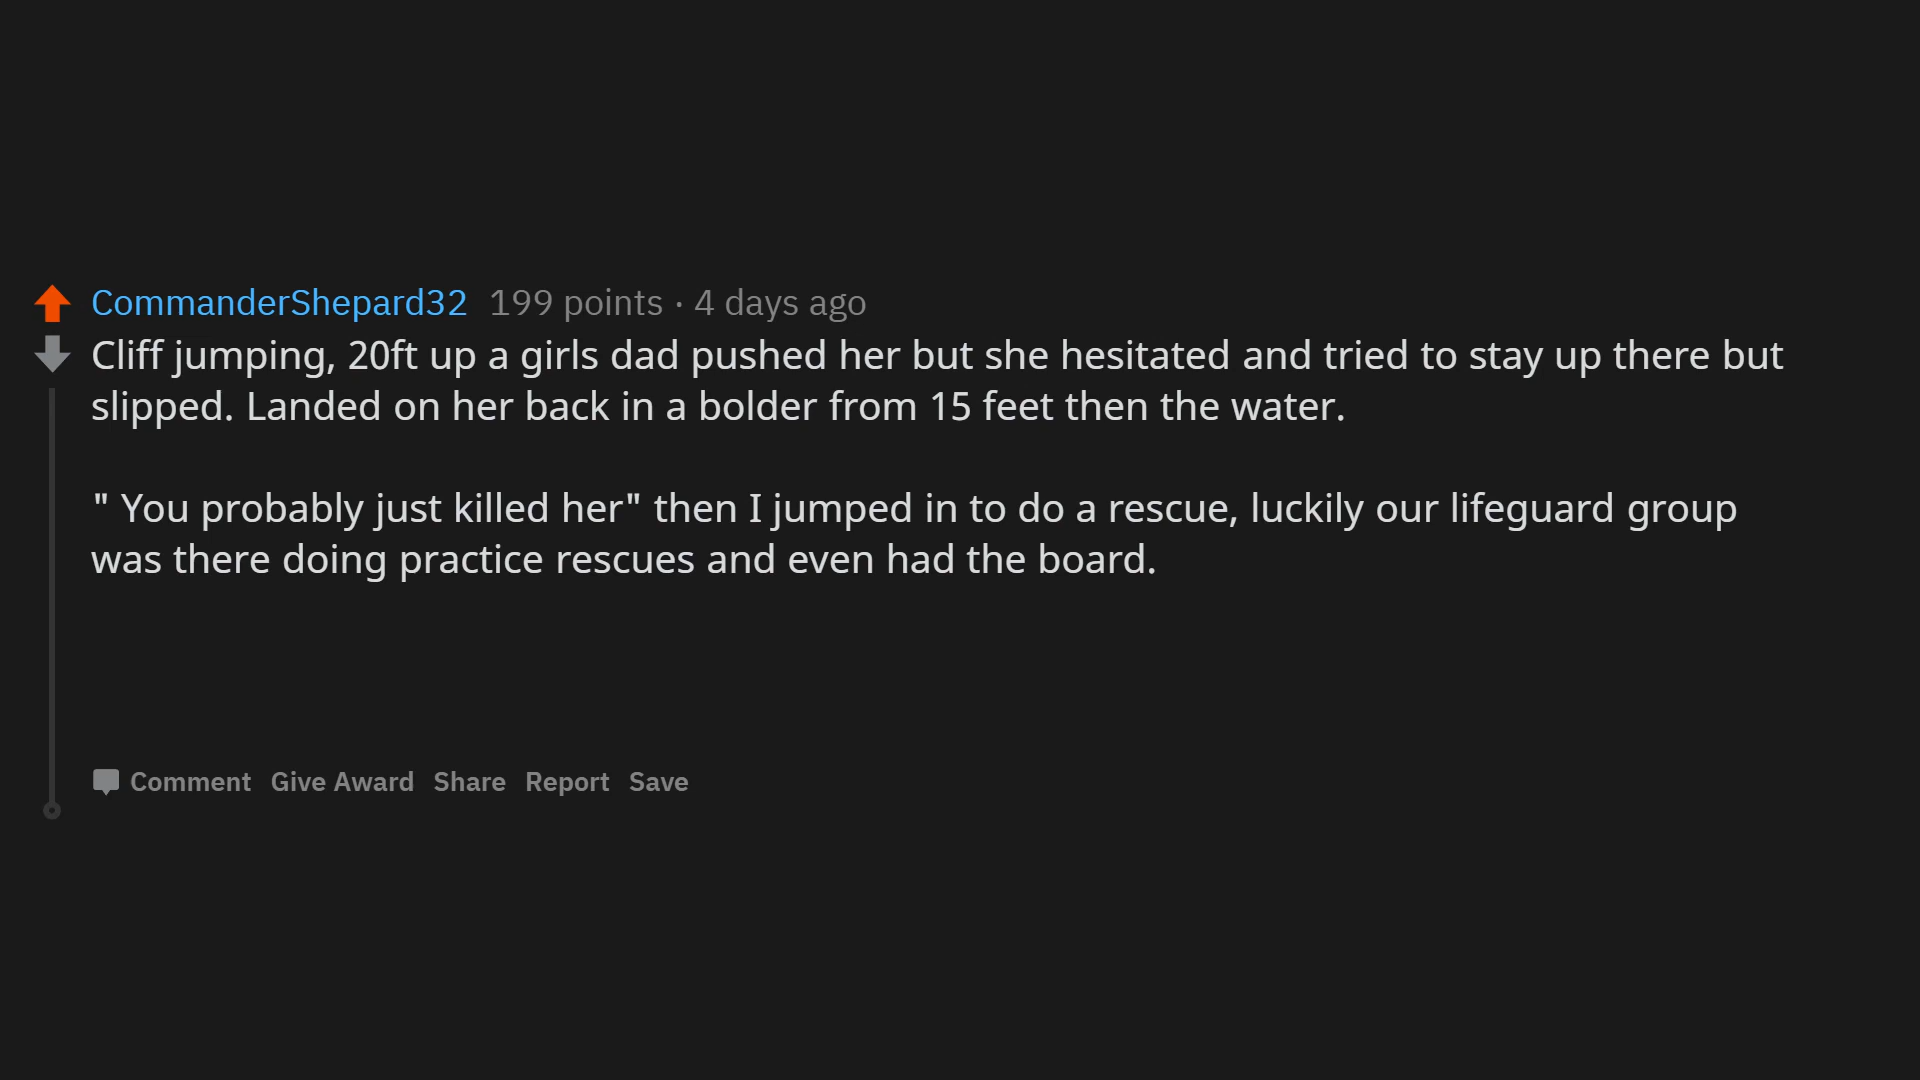 CommanderShepard32 199 points · 4 days ago
Cliff jumping, 20ft up a girls dad pushed her but she hesitated and tried to stay up there but
slipped. Landed on her back in a bolder from 15 feet then the water.
" You probably just killed her" then I jumped in to do a rescue, luckily our lifeguard group
was there doing practice rescues and even had the board.
Comment Give Award Share Report Save